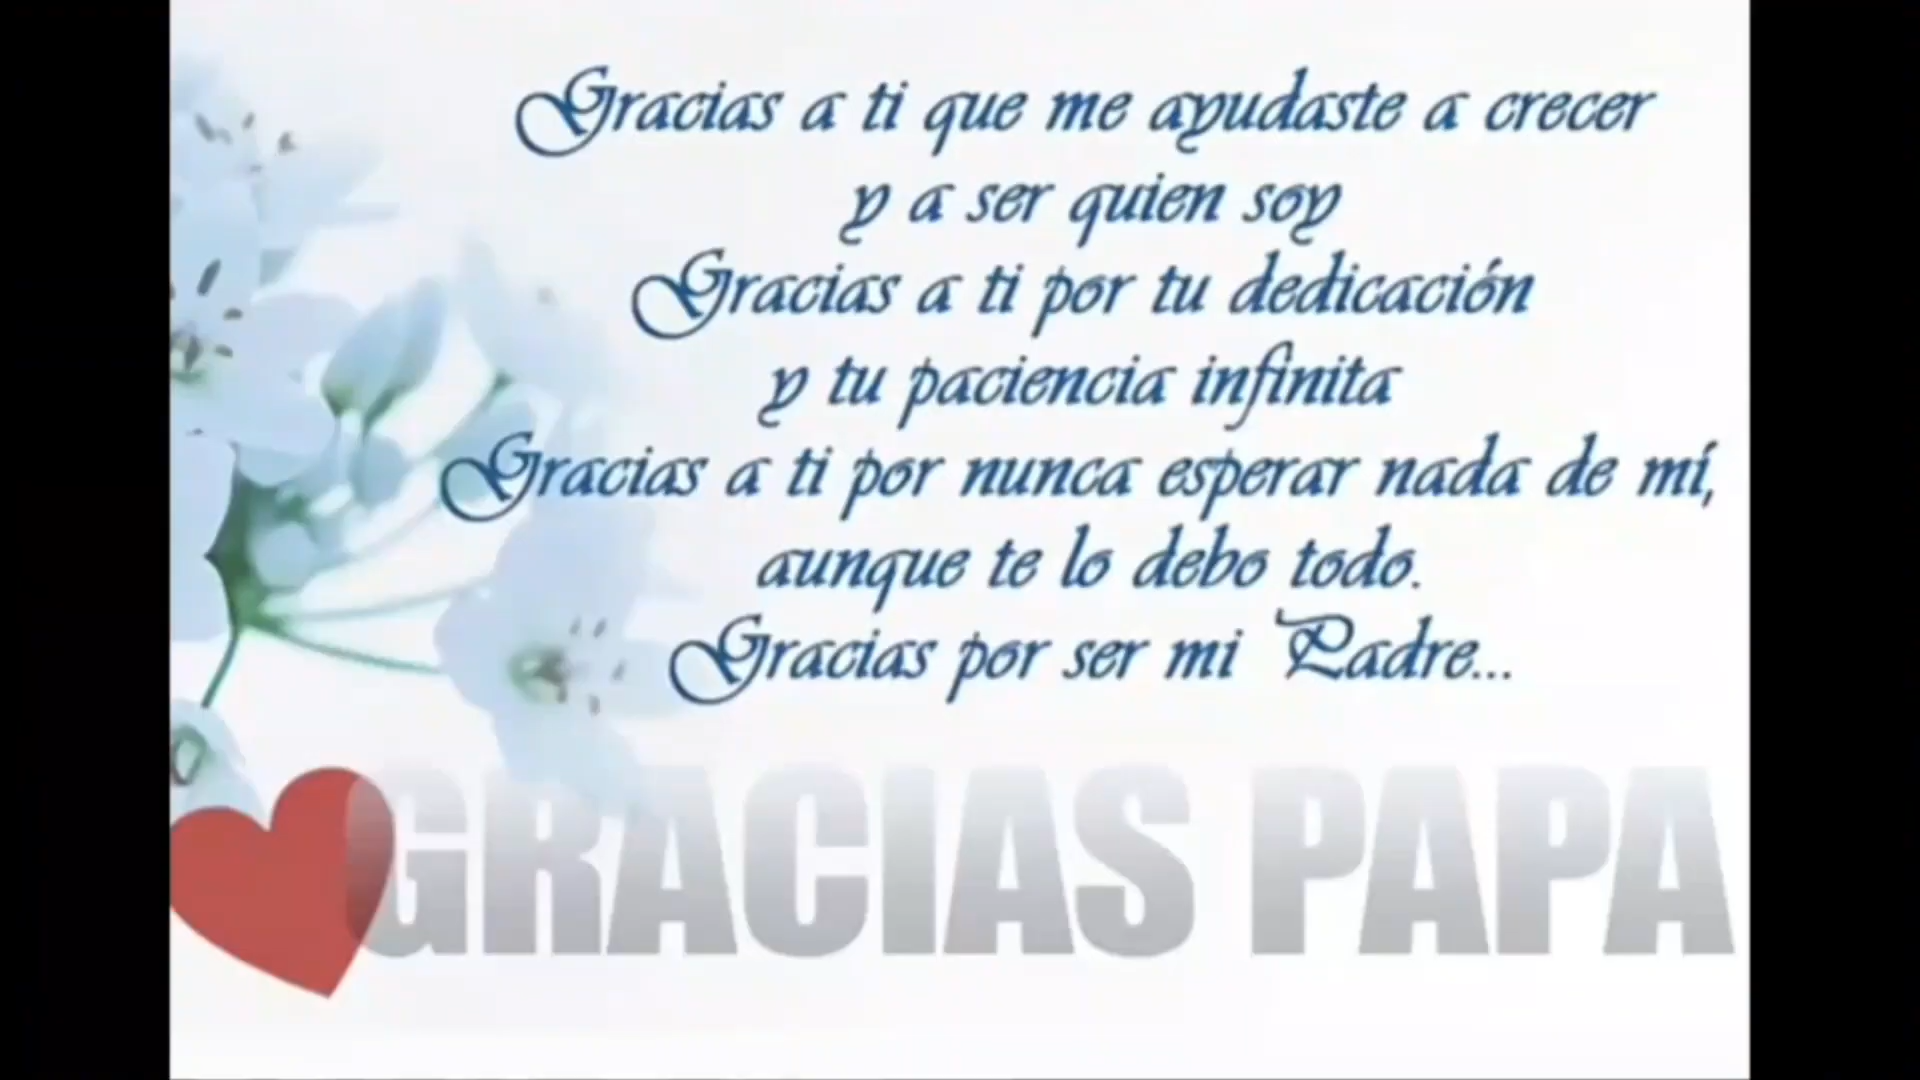 Gracias a ti que me ayudaste a crecer
y a ser quien soy
Gracias a ti por tu dedicación
y tu paciencia infinita
Gracias a ti por nunca esperar nada de mí,
aunque te lo debo todo.
Gracias por ser mi Padre...
GRACIAS PAPA